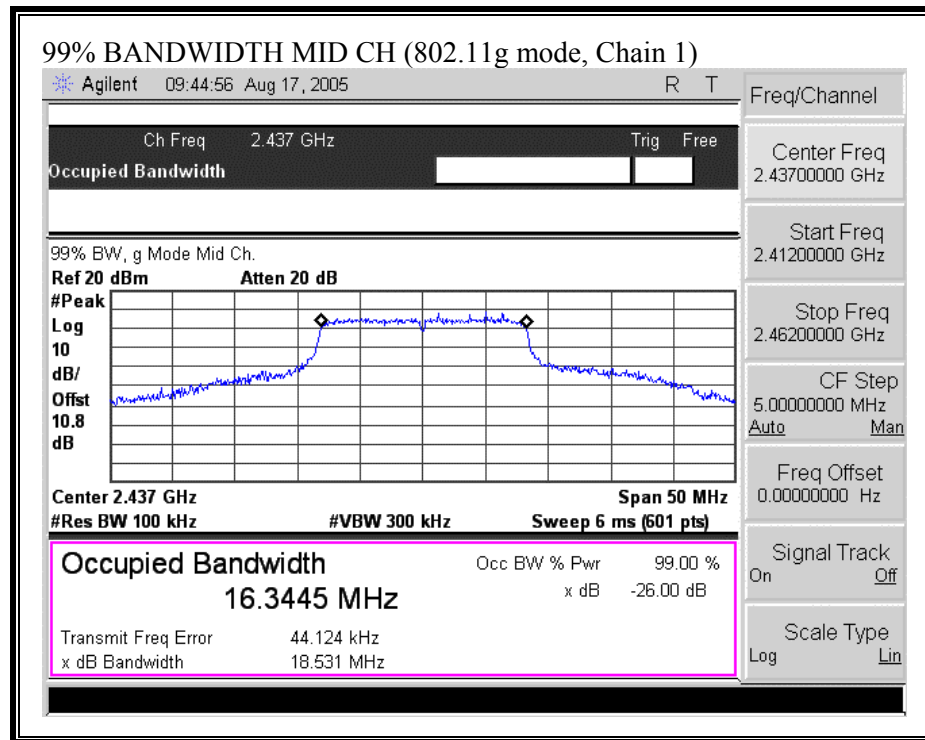 99% BANDWIDTH MID CH (802.11g mode, Chain 1)
Agilent 09:44:56 Aug 17, 2005 R T
Freq/Channel
Ch Freq 2.437 GHz Trig Free
Occupied Bandwidth
Center Freq
2.43700000 GHz
Start Freq
2.41200000 GHz
99% BW, g Mode Mid Ch.
Ref 20 dBm Atten 20 dB
#Peak
Log
10
dB/
Offst
10.8
dB
Stop Freq
2.46200000 GHz
CF Step
5.00000000 MHz
Auto Man
Center 2.437 GHz Span 50 MHz
#Res BW 100 kHz #VBW 300 kHz Sweep 6 ms (601 pts)
Freq Offset
0.00000000 Hz
Occupied Bandwidth Occ BW % Pwr 99.00 %
16.3445 MHz x dB -26.00 dB
Transmit Freq Error 44.124 kHz
x dB Bandwidth 18.531 MHz
Signal Track
On Off
Scale Type
Log Lin